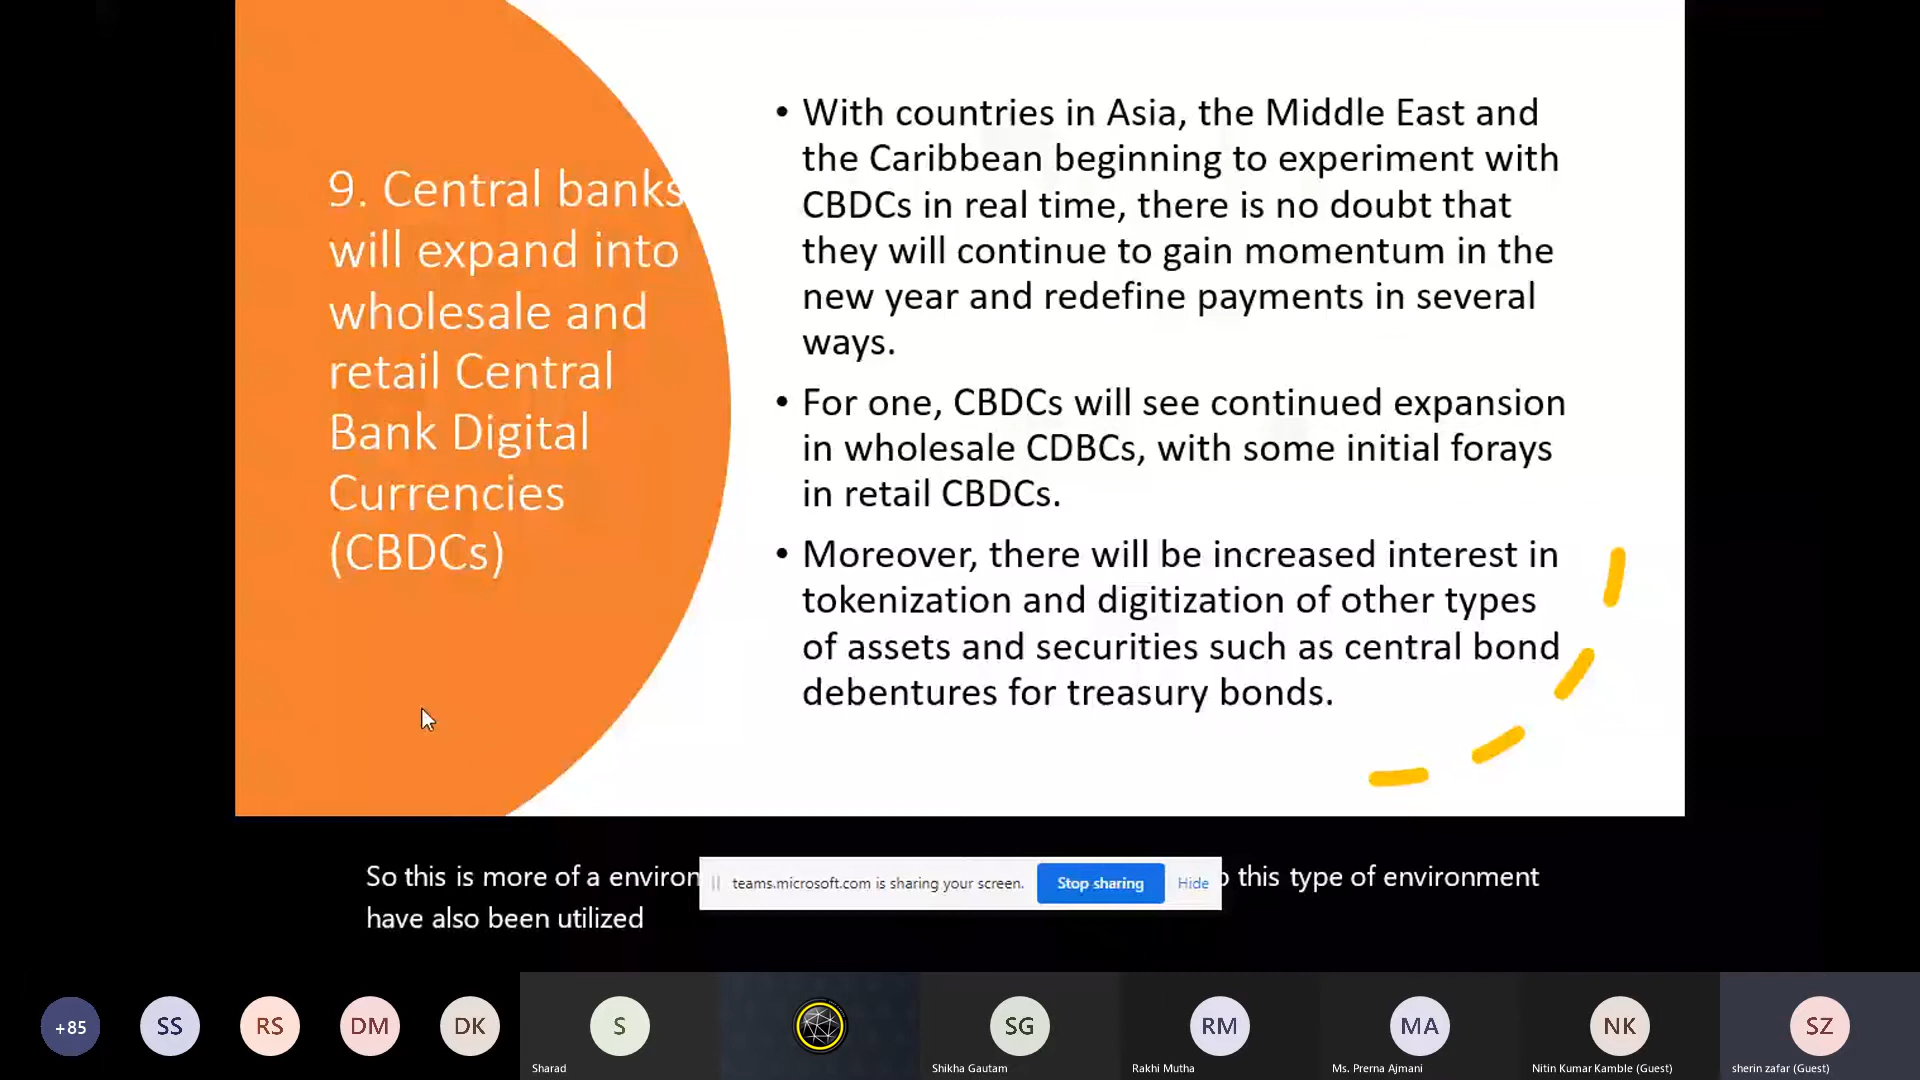 9. Central banks
will expand into
wholesale and
retail Central
Bank Digital
Currencies
(CBDCs)
• With countries in Asia, the Middle East and
the Caribbean beginning to experiment with
CBDCs in real time, there is no doubt that
they will continue to gain momentum in the
new year and redefine payments in several
ways.
• For one, CBDCs will see continued expansion
in wholesale CDBCs, with some initial forays
in retail CBDCs.
• Moreover, there will be increased interest in
tokenization and digitization of other types
of assets and securities such as central bond
debentures for treasury bonds.
So this is more of a environ
this type of environment
have also been utilized
teams.microsoft.com is sharing your screen.
Stop sharing
Hide
+85
SS
RS
DM
DK
S
SG
RM
MA
NK
SZ
Sharad
Shikha Gautam
Rakhi Mutha
Ms. Prerna Ajmani
Nitin Kumar Kamble (Guest)
sherin zafar (Guest)